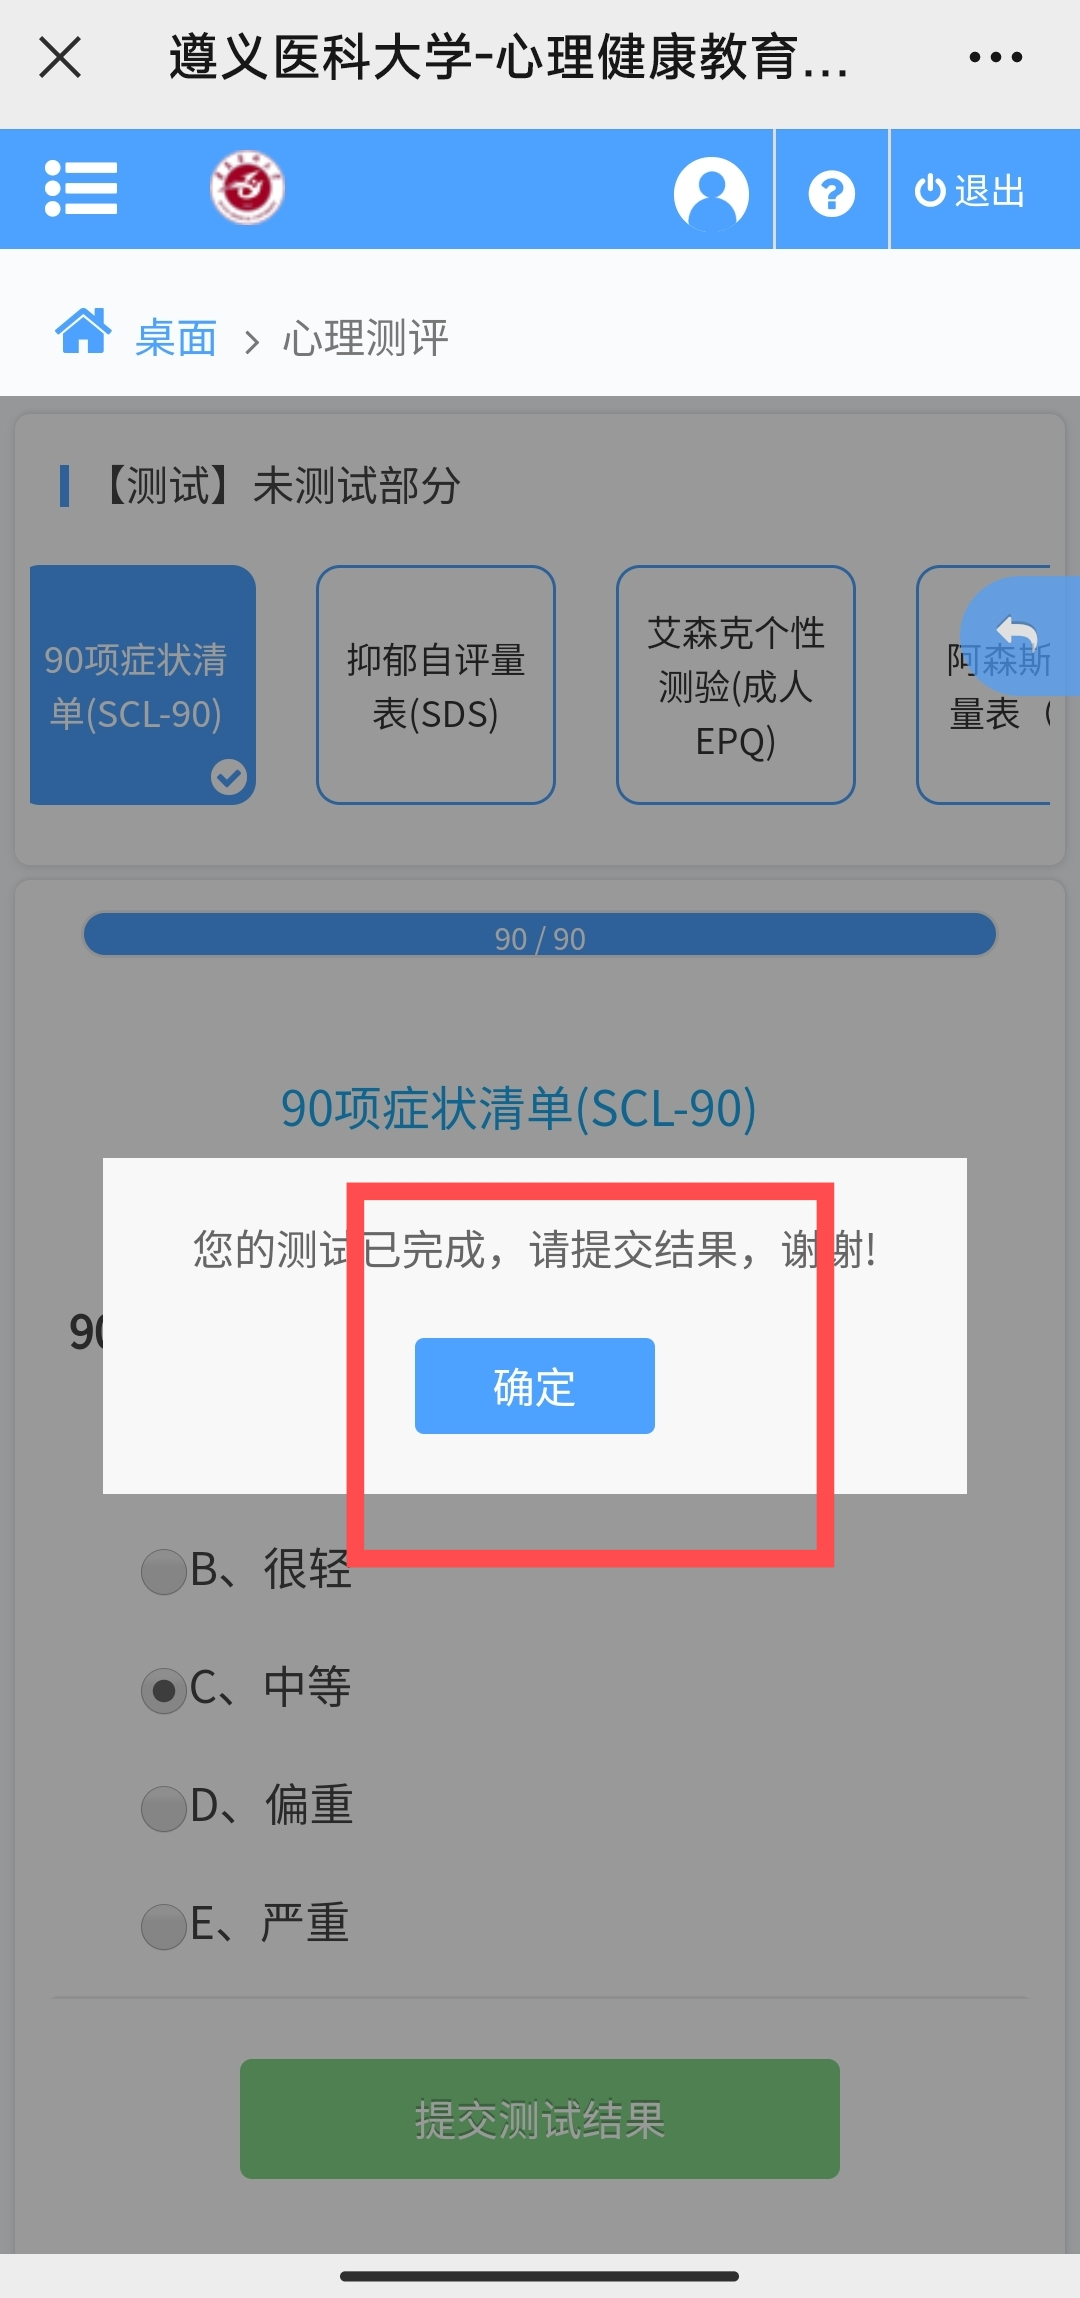 遵义医科大学-心理健康教育...
退出
桌面 > 心理测评
【测试】未测试部分
90项症状清
单(SCL-90)
抑郁自评量
表(SDS)
艾森克个性
测验(成人
EPQ)
阿森斯
量表（
90 / 90
90项症状清单(SCL-90)
您的测试已完成，请提交结果，谢谢!
90
确定
B、很轻
C、中等
D、偏重
E、严重
提交测试结果